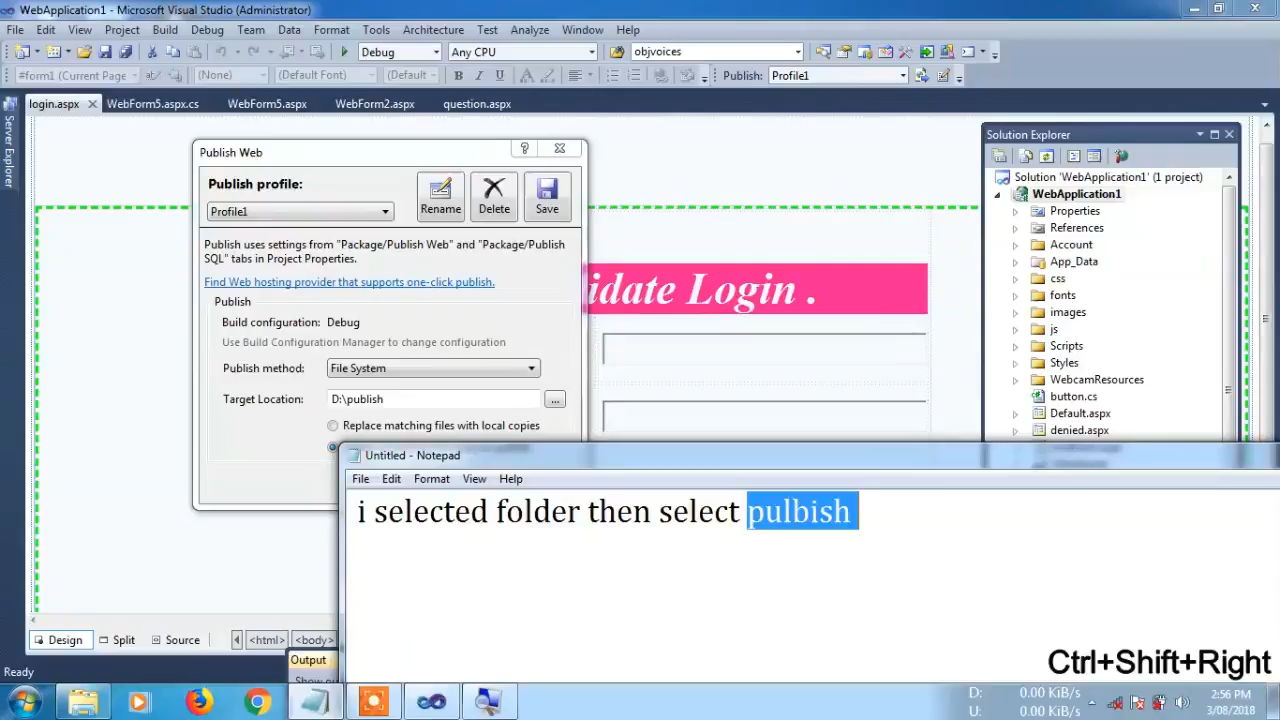 WebApplication1 - Microsoft Visual Studio (Administrator)
File Edit View Project Build Debug Team Data Format Table Tools Architecture Test Analyze Window Help
Debug Any CPU objvoices
#form1 (Current Page (None) (Default Font) (Default B I U A Publish: Profile1
login.aspx WebForm5.aspx.cs WebForm5.aspx WebForm2.aspx question.aspx
Server Explorer
Publish Web
Publish profile:
Profile1
Rename Delete Save
Publish uses settings from "Package/Publish Web" and "Package/Publish
SQL" tabs in Project Properties.
Find Web hosting provider that supports one-click publish.
Publish
Build configuration: Debug
Use Build Configuration Manager to change configuration
Publish method: File System
Target Location: D:\publish ...
Replace matching files with local copies
idate Login .
Solution Explorer
Solution 'WebApplication1' (1 project)
WebApplication1
Properties
References
Account
App_Data
css
fonts
images
js
Scripts
Styles
WebcamResources
button.cs
Default.aspx
denied.aspx
Untitled - Notepad
File Edit Format View Help
i selected folder then select pulbish
Design Split Source <html> <body>
Output
Ready
Ctrl+Shift+Right
D: 0.00 KiB/s
U: 0.00 KiB/s
2:56 PM
3/08/2018